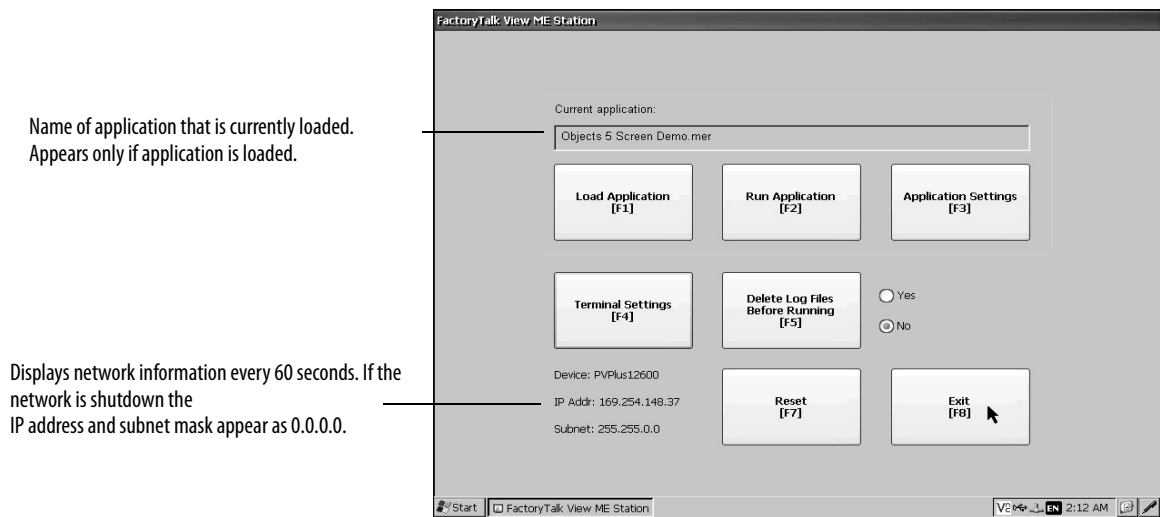 FactoryTalk View ME Station
Name of application that is currently loaded.
Appears only if application is loaded.
Current application:
Objects 5 Screen Demo.mer
Load Application
[F1]
Run Application
[F2]
Application Settings
[F3]
Terminal Settings
[F4]
Delete Log Files
Before Running
[F5]
Yes
No
Displays network information every 60 seconds. If the
network is shutdown the
IP address and subnet mask appear as 0.0.0.0.
Device: PVPlus12600
IP Addr: 169.254.148.37
Subnet: 255.255.0.0
Reset
[F7]
Exit
[F8]
Start
FactoryTalk View ME Station
EN
2:12 AM